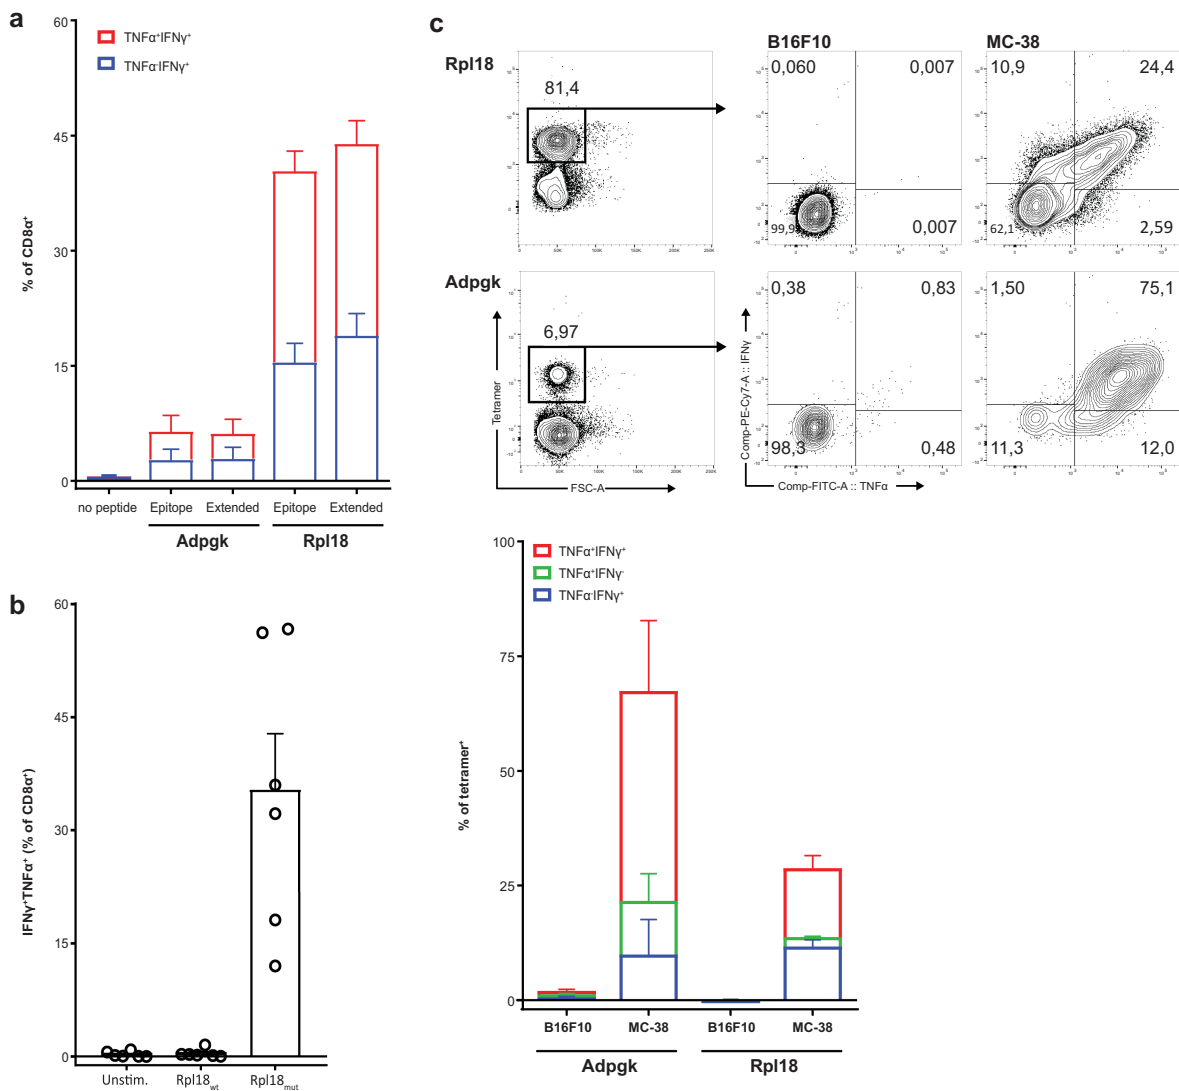 a
60
45
30
15
0
% of CD8α⁺
TNFα⁺IFNγ⁺
TNFα⁻IFNγ⁺
no peptide Epitope Extended Epitope Extended
Adpgk Rpl18
b
60
45
30
15
0
IFNγ⁺TNFα⁺ (% of CD8α⁺)
Unstim. Rpl18wt Rpl18mut
c
B16F10 MC-38
Rpl18
81,4
0,060 0,007
99,9 0,007
10,9 24,4
62,1 2,59
Adpgk
6,97
0,38 0,83
98,3 0,48
1,50 75,1
11,3 12,0
Tetramer
FSC-A
Comp-PE-Cy7-A :: IFNγ
Comp-FITC-A :: TNFα
100
75
50
25
0
% of tetramer⁺
TNFα⁺IFNγ⁺
TNFα⁺IFNγ⁻
TNFα⁻IFNγ⁺
B16F10 MC-38 B16F10 MC-38
Adpgk Rpl18